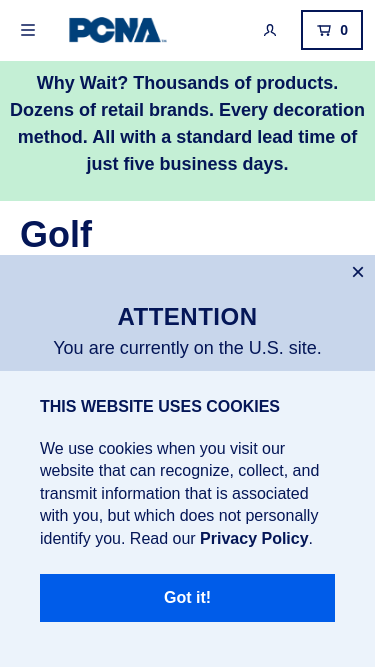 PCNA
0
Why Wait? Thousands of products.
Dozens of retail brands. Every decoration
method. All with a standard lead time of
just five business days.
Golf
ATTENTION
You are currently on the U.S. site.
THIS WEBSITE USES COOKIES
We use cookies when you visit our
website that can recognize, collect, and
transmit information that is associated
with you, but which does not personally
identify you. Read our Privacy Policy.
Got it!